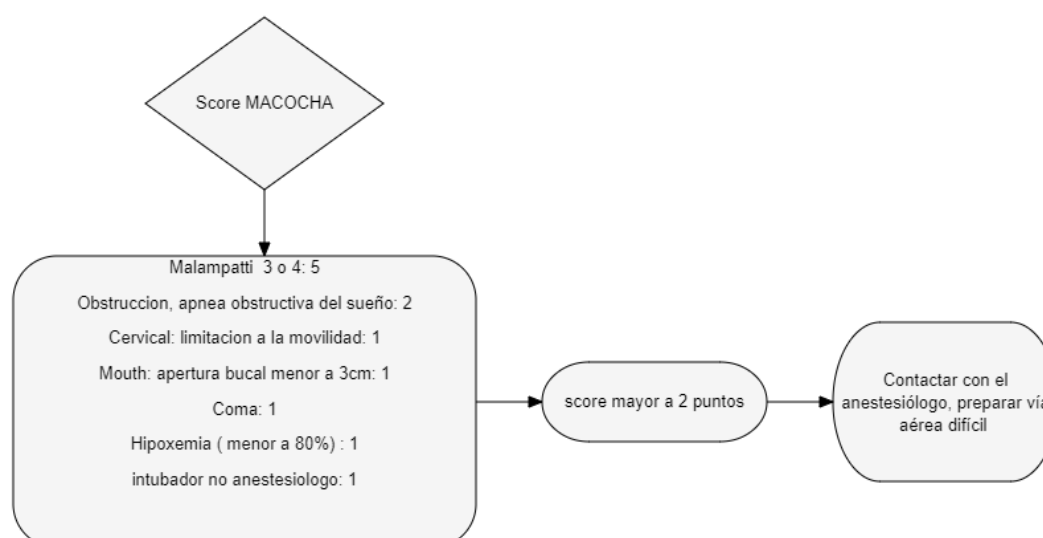 Score MACOCHA
Malampatti 3 o 4: 5
Obstruccion, apnea obstructiva del sueño: 2
Cervical: limitacion a la movilidad: 1
Mouth: apertura bucal menor a 3cm: 1
Coma: 1
Hipoxemia ( menor a 80%) : 1
intubador no anestesiologo: 1
score mayor a 2 puntos
Contactar con el
anestesiólogo, preparar vía
aérea difícil